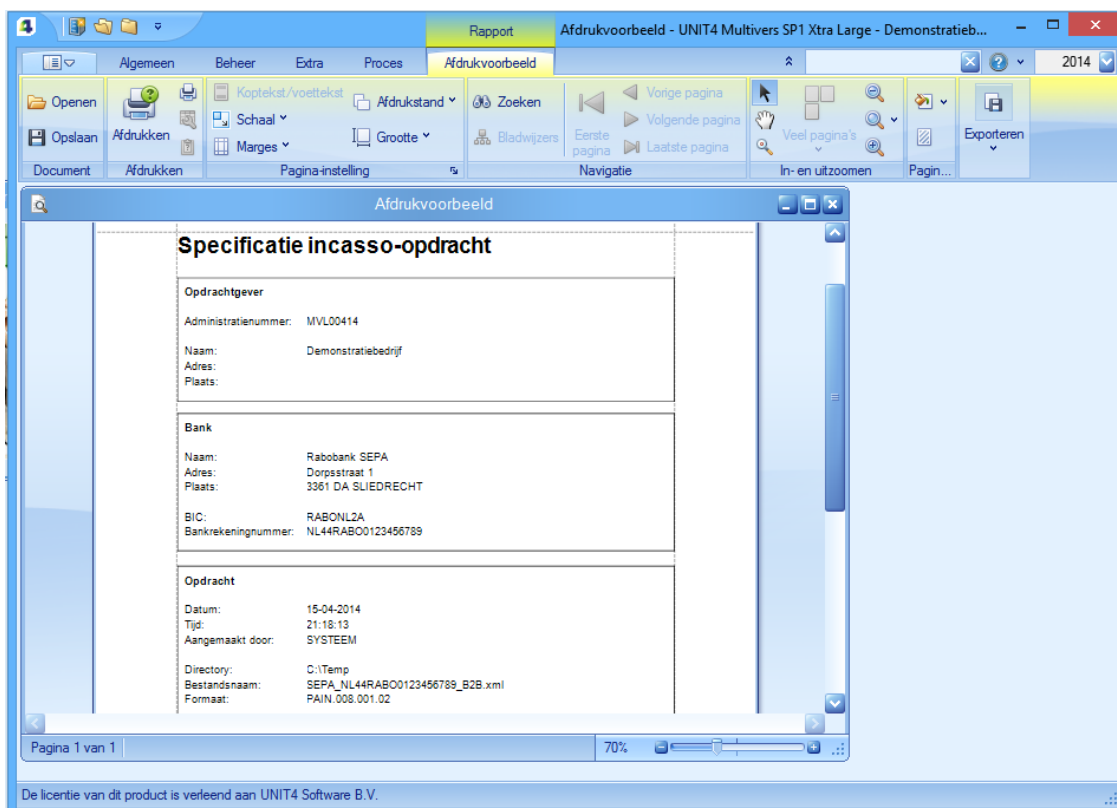 Rapport
Afdrukvoorbeeld - UNIT4 Multivers SP1 Xtra Large - Demonstratieb...
Algemeen Beheer Extra Proces Afdrukvoorbeeld 2014
Openen
Opslaan
Document
Afdrukken
Afdrukken
Koptekst/voettekst
Schaal
Marges
Afdrukstand
Grootte
Pagina-instelling
Zoeken
Bladwijzers
Eerste
pagina
Vorige pagina
Volgende pagina
Laatste pagina
Navigatie
Veel pagina's
In- en uitzoomen
Pagin...
Exporteren
Afdrukvoorbeeld
Specificatie incasso-opdracht
Opdrachtgever
Administratienummer: MVL00414
Naam: Demonstratiebedrijf
Adres:
Plaats:
Bank
Naam: Rabobank SEPA
Adres: Dorpsstraat 1
Plaats: 3361 DA SLIEDRECHT
BIC: RABONL2A
Bankrekeningnummer: NL44RABO0123456789
Opdracht
Datum: 15-04-2014
Tijd: 21:18:13
Aangemaakt door: SYSTEEM
Directory: C:\Temp
Bestandsnaam: SEPA_NL44RABO0123456789_B2B.xml
Formaat: PAIN.008.001.02
Pagina 1 van 1 70%
De licentie van dit product is verleend aan UNIT4 Software B.V.